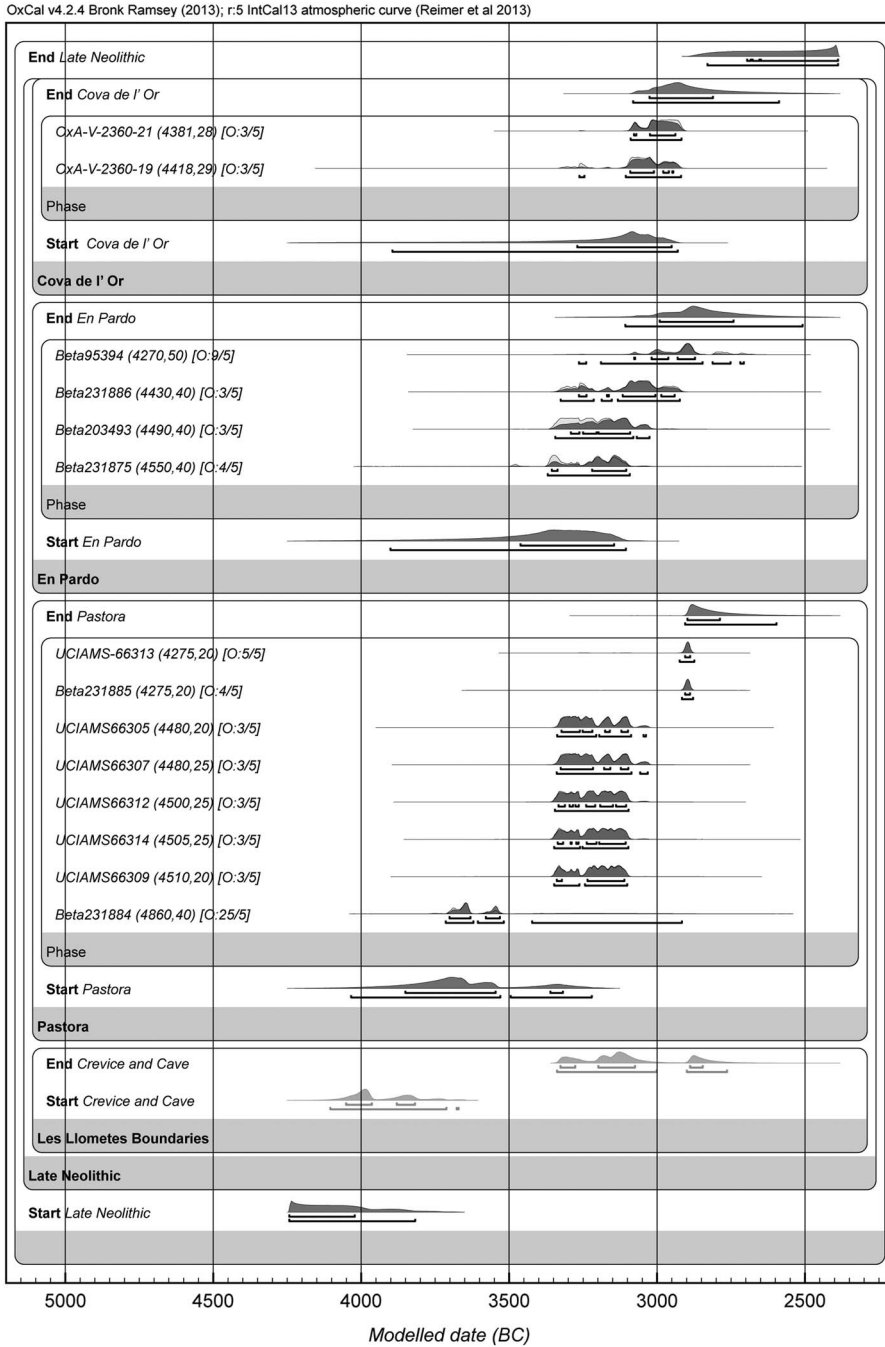 OxCal v4.2.4 Bronk Ramsey (2013); r:5 IntCal13 atmospheric curve (Reimer et al 2013)
End Late Neolithic
End Cova de l' Or
OxA-V-2360-21 (4381,28) [O:3/5]
OxA-V-2360-19 (4418,29) [O:3/5]
Phase
Start Cova de l' Or
Cova de l' Or
End En Pardo
Beta95394 (4270,50) [O:9/5]
Beta231886 (4430,40) [O:3/5]
Beta203493 (4490,40) [O:3/5]
Beta231875 (4550,40) [O:4/5]
Phase
Start En Pardo
En Pardo
End Pastora
UCIAMS-66313 (4275,20) [O:5/5]
Beta231885 (4275,20) [O:4/5]
UCIAMS66305 (4480,20) [O:3/5]
UCIAMS66307 (4480,25) [O:3/5]
UCIAMS66312 (4500,25) [O:3/5]
UCIAMS66314 (4505,25) [O:3/5]
UCIAMS66309 (4510,20) [O:3/5]
Beta231884 (4860,40) [O:25/5]
Phase
Start Pastora
Pastora
End Crevice and Cave
Start Crevice and Cave
Les Llometes Boundaries
Late Neolithic
Start Late Neolithic
5000 4500 4000 3500 3000 2500
Modelled date (BC)